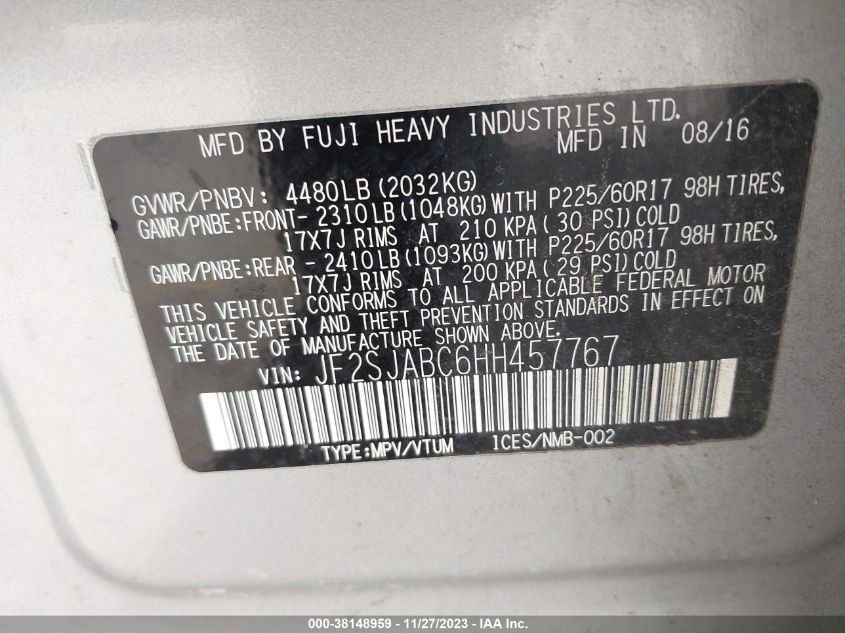 MFD BY FUJI HEAVY INDUSTRIES LTD.
MFD IN 08/16
GVWR/PNBV: 4480LB(2032KG)
GAWR/PNBE:FRONT- 2310LB(1048KG)WITH P225/60R17 98H TIRES,
17X7J RIMS AT 210 KPA(30 PSI)COLD
GAWR/PNBE:REAR - 2410LB(1093KG)WITH P225/60R17 98H TIRES,
17X7J RIMS AT 200 KPA(29 PSI)COLD
THIS VEHICLE CONFORMS TO ALL APPLICABLE FEDERAL MOTOR
VEHICLE SAFETY AND THEFT PREVENTION STANDARDS IN EFFECT ON
THE DATE OF MANUFACTURE SHOWN ABOVE.
VIN: JF2SJABC6HH457767
TYPE:MPV/VTUM ICES/NMB-002
000-38148959 - 11/27/2023 - IAA Inc.